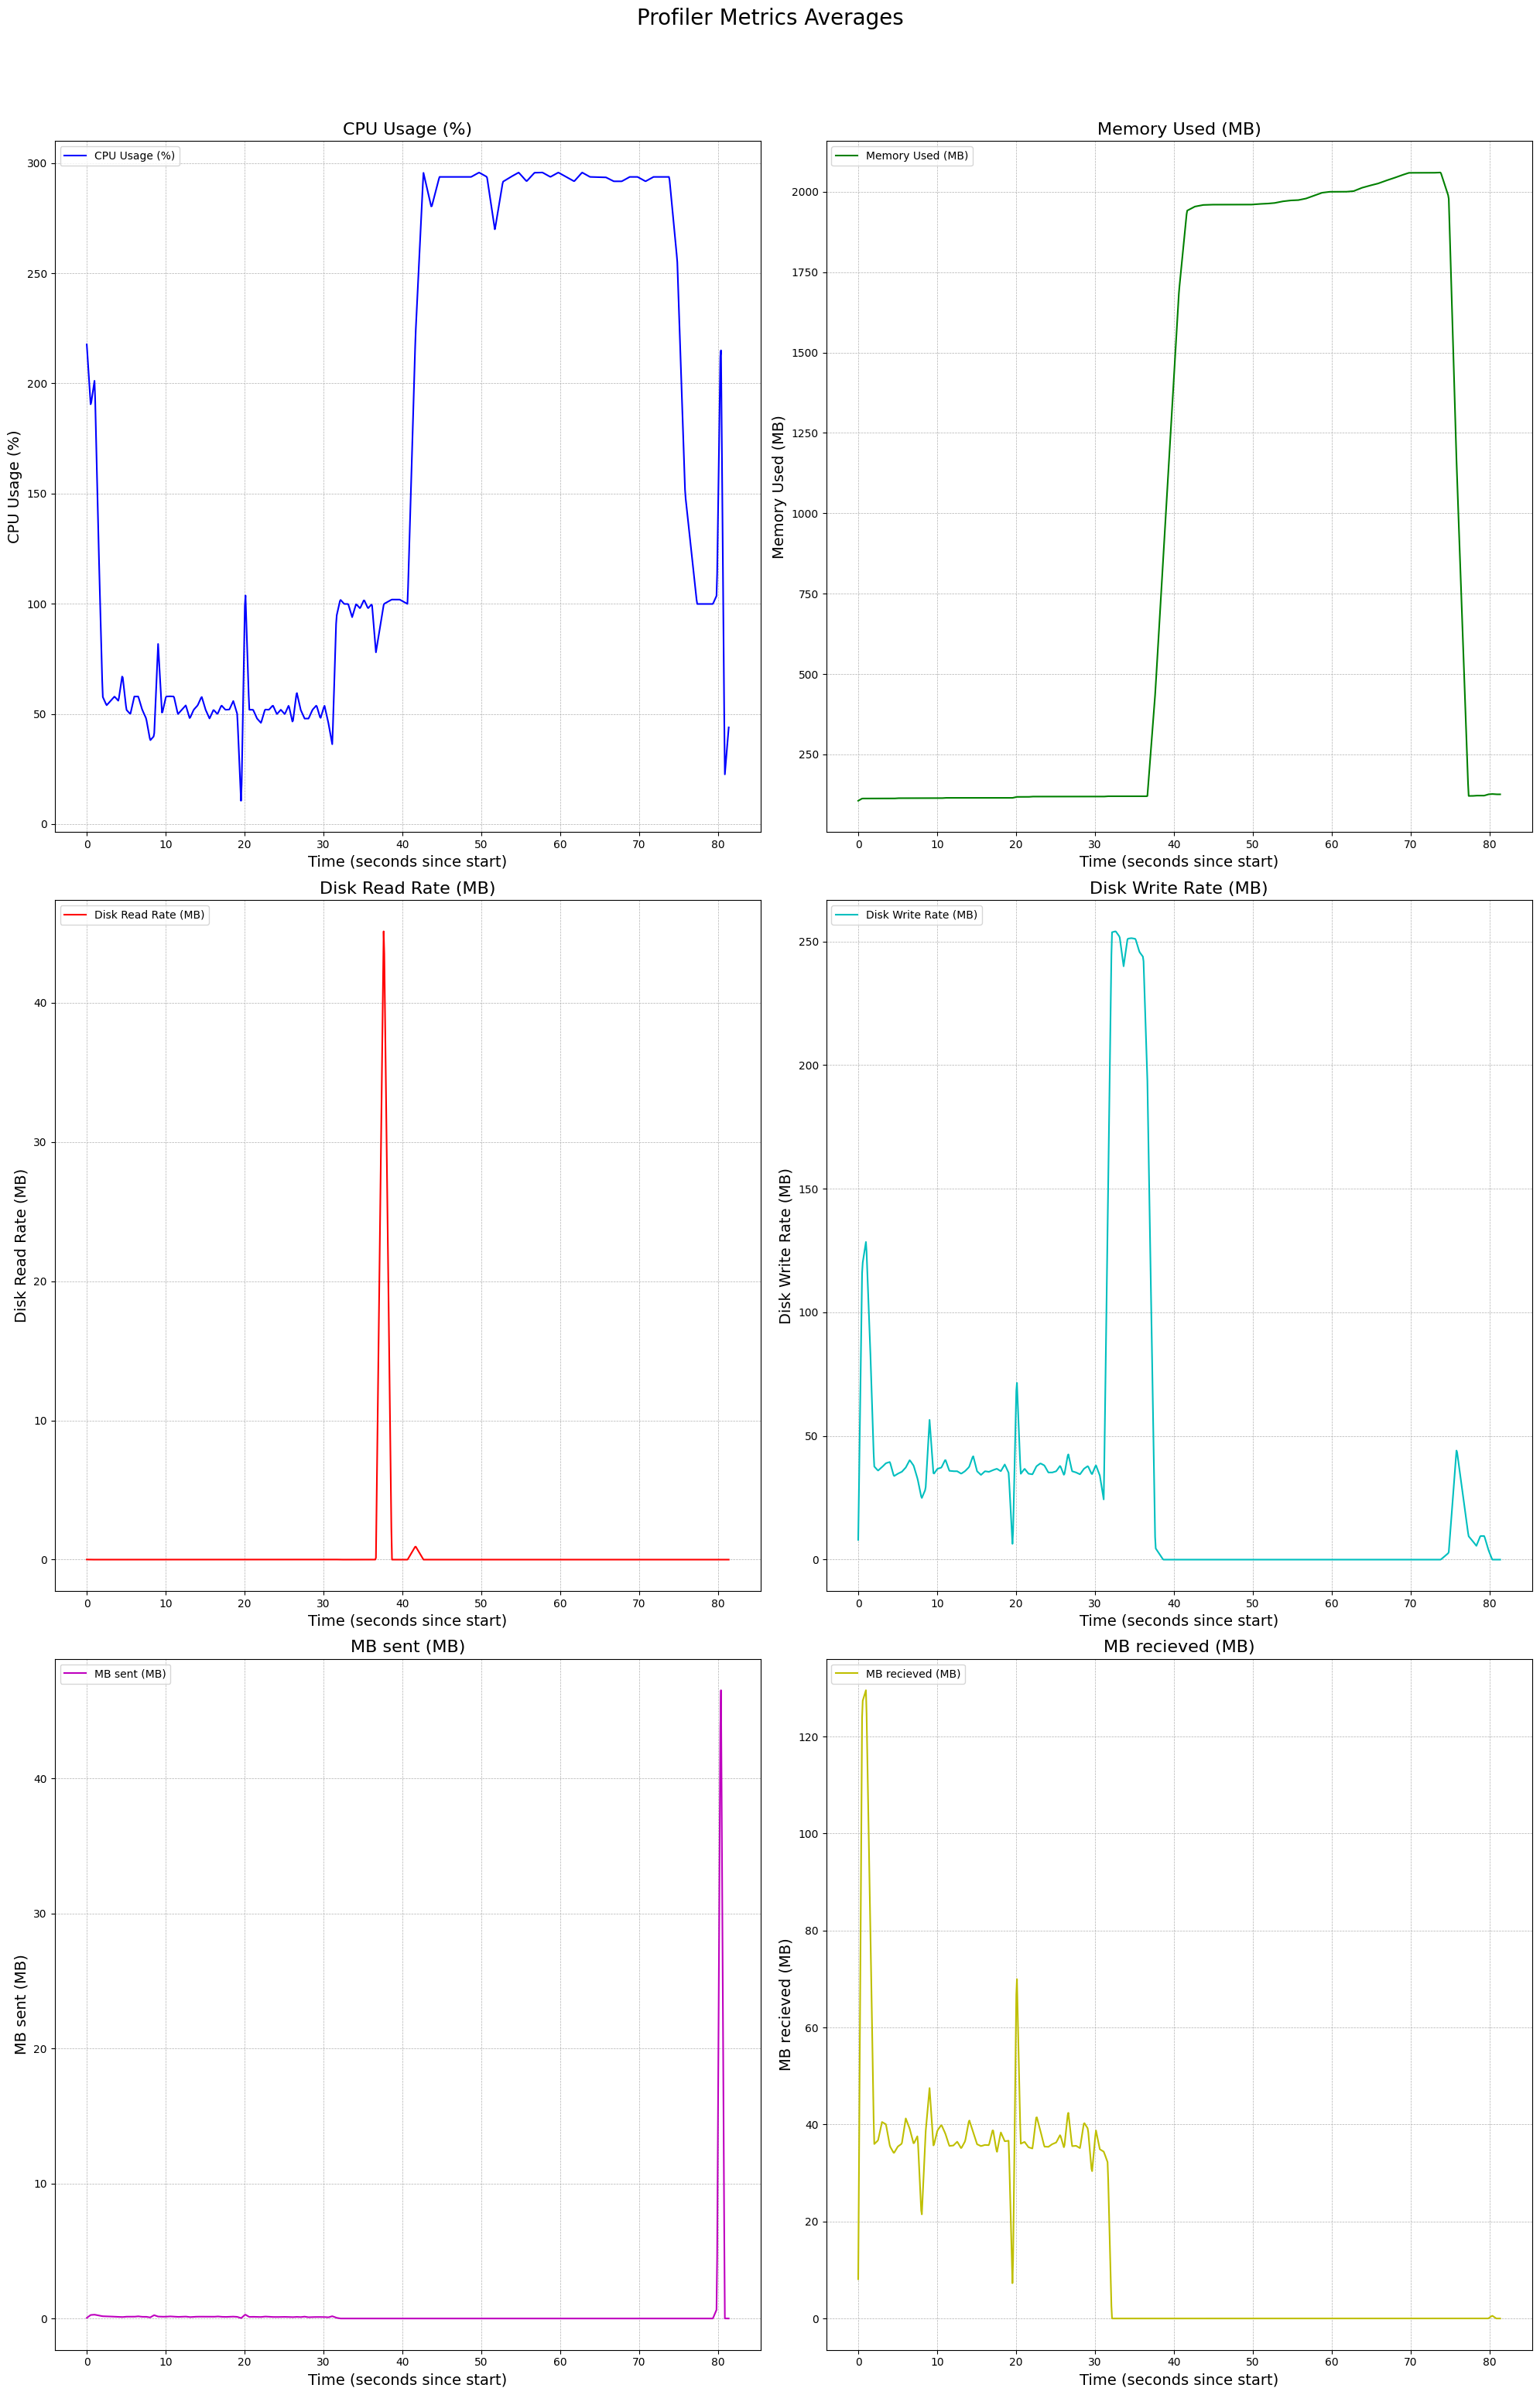 Profiler Metrics Averages
CPU Usage (%)
CPU Usage (%)
CPU Usage (%)
300
250
200
150
100
50
0
0 10 20 30 40 50 60 70 80
Time (seconds since start)
Memory Used (MB)
Memory Used (MB)
Memory Used (MB)
2000
1750
1500
1250
1000
750
500
250
0 10 20 30 40 50 60 70 80
Time (seconds since start)
Disk Read Rate (MB)
Disk Read Rate (MB)
Disk Read Rate (MB)
40
30
20
10
0
0 10 20 30 40 50 60 70 80
Time (seconds since start)
Disk Write Rate (MB)
Disk Write Rate (MB)
Disk Write Rate (MB)
250
200
150
100
50
0
0 10 20 30 40 50 60 70 80
Time (seconds since start)
MB sent (MB)
MB sent (MB)
MB sent (MB)
40
30
20
10
0
0 10 20 30 40 50 60 70 80
Time (seconds since start)
MB recieved (MB)
MB recieved (MB)
MB recieved (MB)
120
100
80
60
40
20
0
0 10 20 30 40 50 60 70 80
Time (seconds since start)